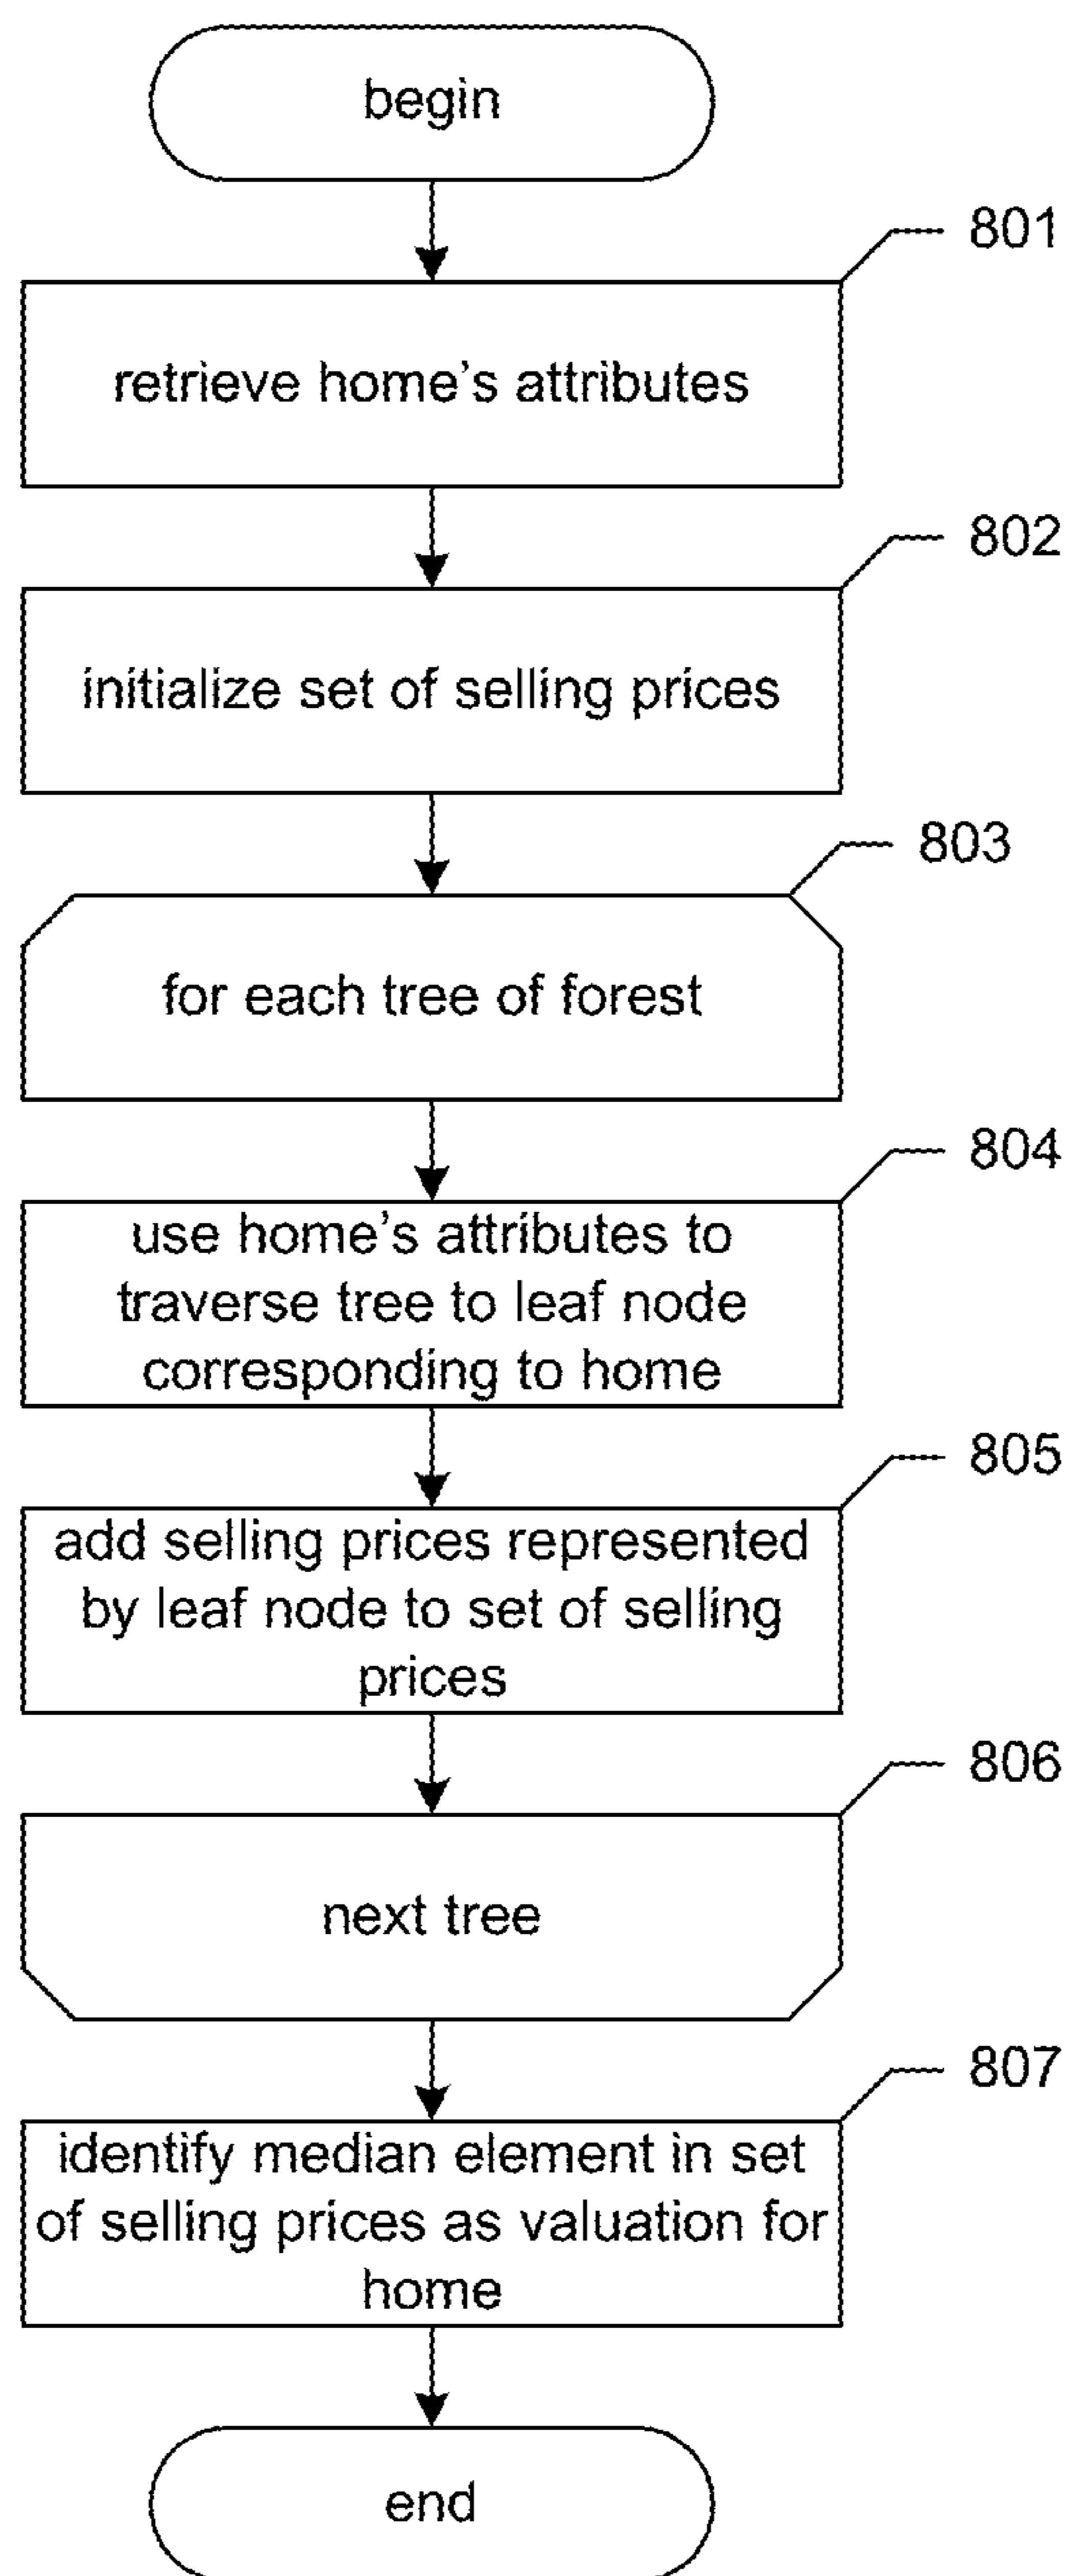 begin
801
retrieve home's attributes
802
initialize set of selling prices
803
for each tree of forest
804
use home's attributes to
traverse tree to leaf node
corresponding to home
805
add selling prices represented
by leaf node to set of selling
prices
806
next tree
807
identify median element in set
of selling prices as valuation for
home
end